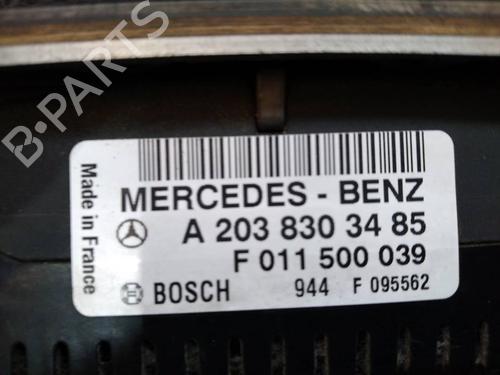 B-PARTS
Made in France
MERCEDES - BENZ
A 203 830 34 85
F 011 500 039
BOSCH 944 F 095562